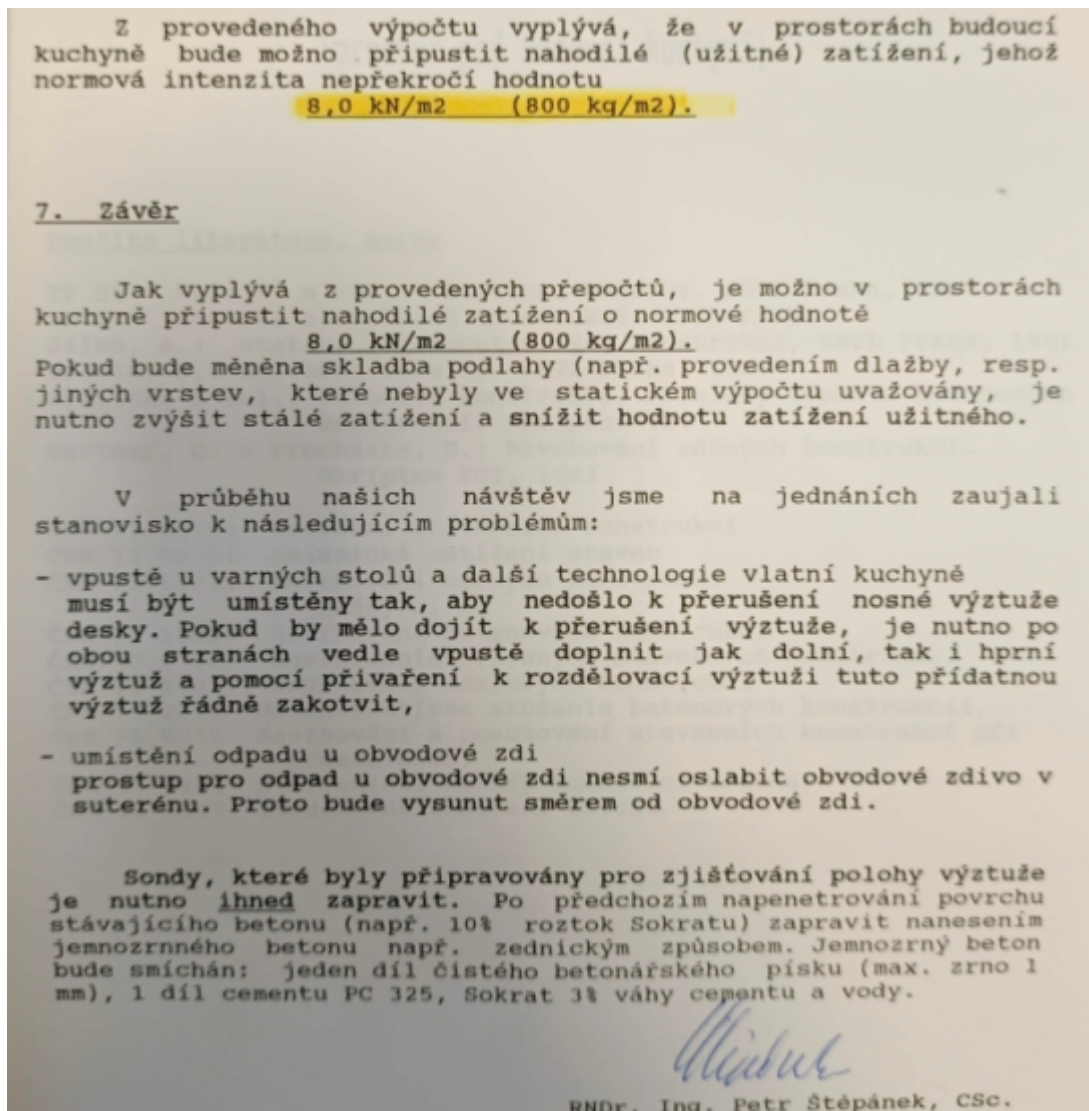 Z provedeného výpočtu vyplývá, že v prostorách budoucí
kuchyně bude možno připustit nahodilé (užitné) zatížení, jehož
normová intenzita nepřekročí hodnotu
8,0 kN/m2 (800 kg/m2).
7. Závěr
Použitá literatura, normy
Jak vyplývá z provedených přepočtů, je možno v prostorách
kuchyně připustit nahodilé zatížení o normové hodnotě
8,0 kN/m2 (800 kg/m2).
Pokud bude měněna skladba podlahy (např. provedením dlažby, resp.
jiných vrstev, které nebyly ve statickém výpočtu uvažovány, je
nutno zvýšit stálé zatížení a snížit hodnotu zatížení užitného.
V průběhu našich návštěv jsme na jednáních zaujali
stanovisko k následujícím problémům:
- vpustě u varných stolů a další technologie vlatní kuchyně
musí být umístěny tak, aby nedošlo k přerušení nosné výztuže
desky. Pokud by mělo dojít k přerušení výztuže, je nutno po
obou stranách vedle vpustě doplnit jak dolní, tak i hprní
výztuž a pomocí přivaření k rozdělovací výztuži tuto přídatnou
výztuž řádně zakotvit,
- umístění odpadu u obvodové zdi
prostup pro odpad u obvodové zdi nesmí oslabit obvodové zdivo v
suterénu. Proto bude vysunut směrem od obvodové zdi.
Sondy, které byly připravovány pro zjišťování polohy výztuže
je nutno ihned zapravit. Po předchozím napenetrování povrchu
stávajícího betonu (např. 10% roztok Sokratu) zapravit nanesením
jemnozrnného betonu např. zednickým způsobem. Jemnozrný beton
bude smíchán: jeden díl čistého betonářského písku (max. zrno 1
mm), 1 díl cementu PC 325, Sokrat 3% váhy cementu a vody.
RNDr. Ing. Petr Štěpánek, CSc.